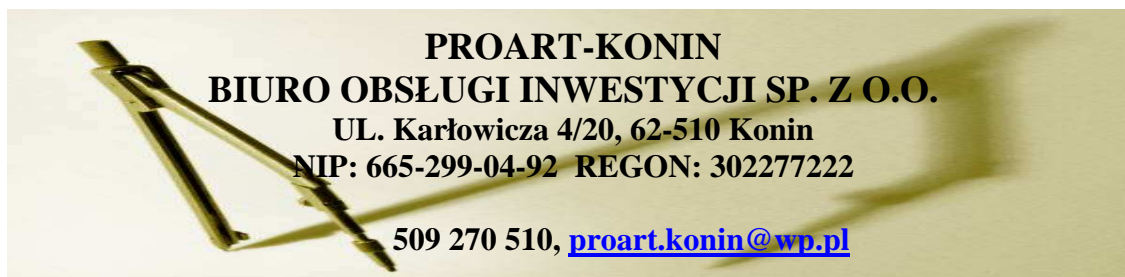 PROART-KONIN
BIURO OBSŁUGI INWESTYCJI SP. Z O.O.
UL. Karłowicza 4/20, 62-510 Konin
NIP: 665-299-04-92 REGON: 302277222
509 270 510, proart.konin@wp.pl